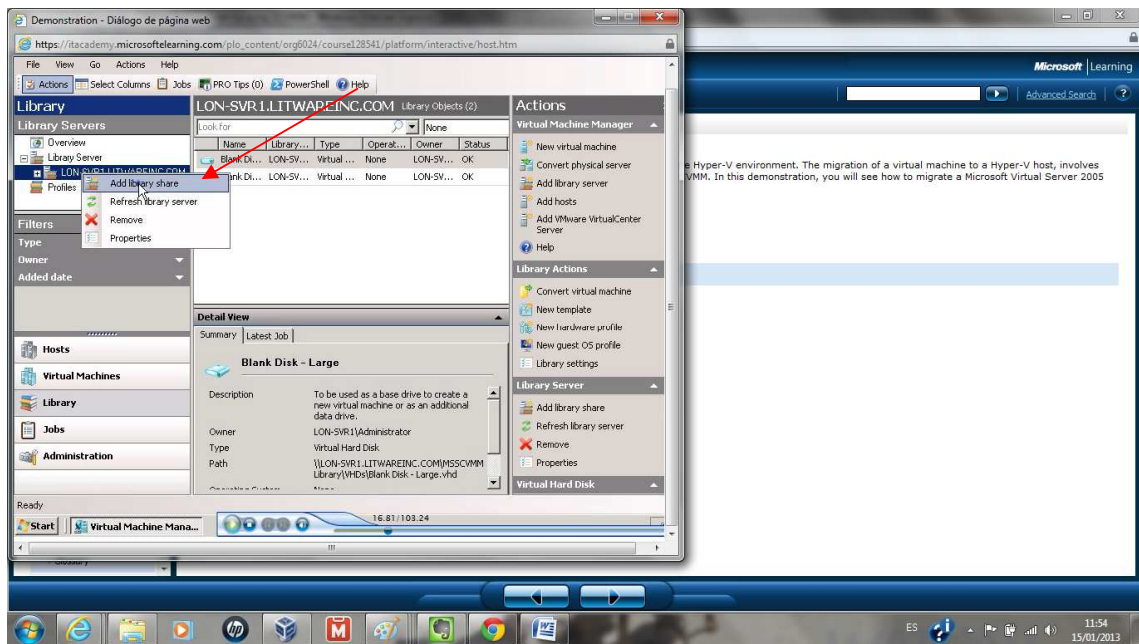 Demonstration - Diálogo de página web
https://itacademy.microsoftelearning.com/plo_content/org6024/course128541/platform/interactive/host.htm
File View Go Actions Help
Actions Select Columns Jobs PRO Tips (0) PowerShell Help
Library
Library Servers
Overview
Library Server
LON-SVR1.LITWAREINC.COM
Profiles
Add library share
Refresh library server
Remove
Properties
Filters
Type
Owner
Added date
Hosts
Virtual Machines
Library
Jobs
Administration
LON-SVR1.LITWAREINC.COM Library Objects (2)
Look for
None
Name Library... Type Operat... Owner Status
Blank Di... LON-SV... Virtual ... None LON-SV... OK
nk Di... LON-SV... Virtual ... None LON-SV... OK
Detail View
Summary Latest Job
Blank Disk - Large
Description To be used as a base drive to create a
new virtual machine or as an additional
data drive.
Owner LON-SVR1\Administrator
Type Virtual Hard Disk
Path \\LON-SVR1.LITWAREINC.COM\MSSCVMM
Library\VHDs\Blank Disk - Large.vhd
Actions
Virtual Machine Manager
New virtual machine
Convert physical server
Add library server
Add hosts
Add VMware VirtualCenter
Server
Help
Library Actions
Convert virtual machine
New template
New hardware profile
New guest OS profile
Library settings
Library Server
Add library share
Refresh library server
Remove
Properties
Virtual Hard Disk
Ready
Start Virtual Machine Mana...
16.81/103.24
Microsoft Learning
Advanced Search
e Hyper-V environment. The migration of a virtual machine to a Hyper-V host, involves
VMM. In this demonstration, you will see how to migrate a Microsoft Virtual Server 2005
Glossary
ES
11:54
15/01/2013